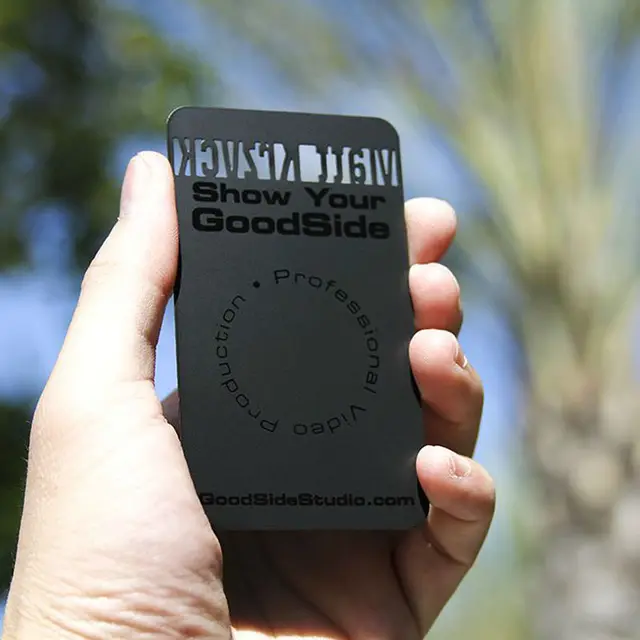 Show Your
GoodSide
Professional Video Production •
GoodSideStudio.com